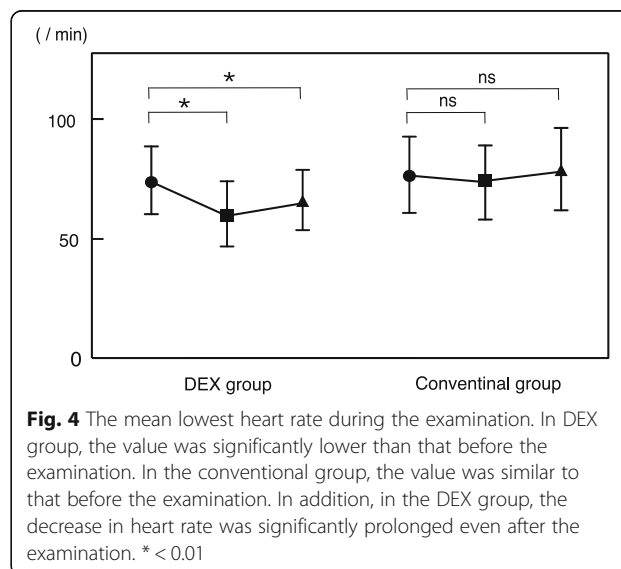 ( / min)
*
*
ns
ns
100
50
0
DEX group
Conventinal group
Fig. 4 The mean lowest heart rate during the examination. In DEX
group, the value was significantly lower than that before the
examination. In the conventional group, the value was similar to
that before the examination. In addition, in the DEX group, the
decrease in heart rate was significantly prolonged even after the
examination. * < 0.01